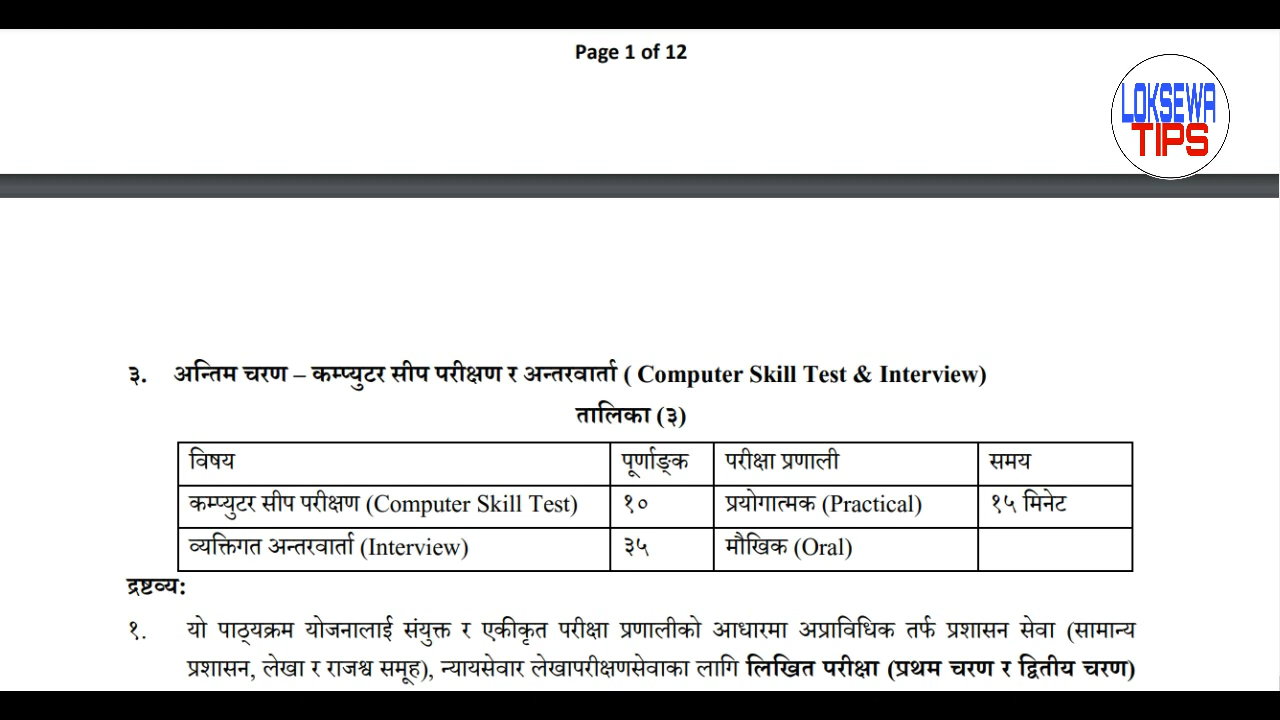 Page 1 of 12
LOKSEWA
TIPS
३. अन्तिम चरण – कम्प्युटर सीप परीक्षण र अन्तरवार्ता ( Computer Skill Test & Interview)
तालिका (३)
विषय पूर्णाङ्क परीक्षा प्रणाली समय
कम्प्युटर सीप परीक्षण (Computer Skill Test) १० प्रयोगात्मक (Practical) १५ मिनेट
व्यक्तिगत अन्तरवार्ता (Interview) ३५ मौखिक (Oral)
द्रष्टव्य:
१. यो पाठ्यक्रम योजनालाई संयुक्त र एकीकृत परीक्षा प्रणालीको आधारमा अप्राविधिक तर्फ प्रशासन सेवा (सामान्य
प्रशासन, लेखा र राजश्व समूह), न्यायसेवार लेखापरीक्षणसेवाका लागि लिखित परीक्षा (प्रथम चरण र द्वितीय चरण)